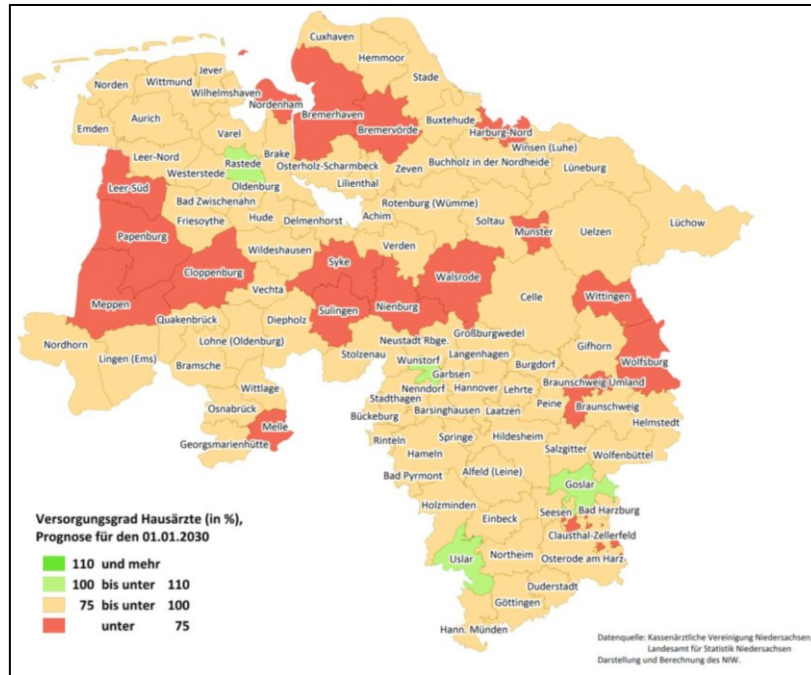 Cuxhaven
Hemmoor
Jever
Stade
Norden
Wittmund
Wilhelmshaven
Nordenham
Bremerhaven
Emden
Aurich
Bremervörde
Buxtehude
Harburg-Nord
Varel
Winsen (Luhe)
Leer-Nord
Rastede
Brake
Osterholz-Scharmbeck
Zeven
Buchholz in der Nordheide
Lüneburg
Westerstede
Leer-Süd
Oldenburg
Lilienthal
Bad Zwischenahn
Rotenburg (Wümme)
Friesoythe
Hude
Delmenhorst
Achim
Soltau
Lüchow
Papenburg
Munster
Uelzen
Wildeshausen
Verden
Cloppenburg
Syke
Walsrode
Vechta
Wittingen
Meppen
Sulingen
Nienburg
Celle
Quakenbrück
Diepholz
Großburgwedel
Nordhorn
Lohne (Oldenburg)
Neustadt Rbge.
Gifhorn
Lingen (Ems)
Stolzenau
Wunstorf
Langenhagen
Wolfsburg
Bramsche
Garbsen
Burgdorf
Wittlage
Nenndorf
Hannover
Lehrte
Braunschweig Umland
Stadthagen
Peine
Osnabrück
Bückeburg
Barsinghausen
Laatzen
Braunschweig
Melle
Helmstedt
Georgsmarienhütte
Rinteln
Springe
Hildesheim
Hameln
Salzgitter
Wolfenbüttel
Bad Pyrmont
Alfeld (Leine)
Goslar
Holzminden
Seesen
Bad Harzburg
Einbeck
Clausthal-Zellerfeld
Uslar
Northeim
Osterode am Harz
Duderstadt
Göttingen
Hann. Münden
Versorgungsgrad Hausärzte (in %),
Prognose für den 01.01.2030
110 und mehr
100 bis unter 110
75 bis unter 100
unter 75
Datenquelle: Kassenärztliche Vereinigung Niedersachsen,
Landesamt für Statistik Niedersachsen
Darstellung und Berechnung des NIW.